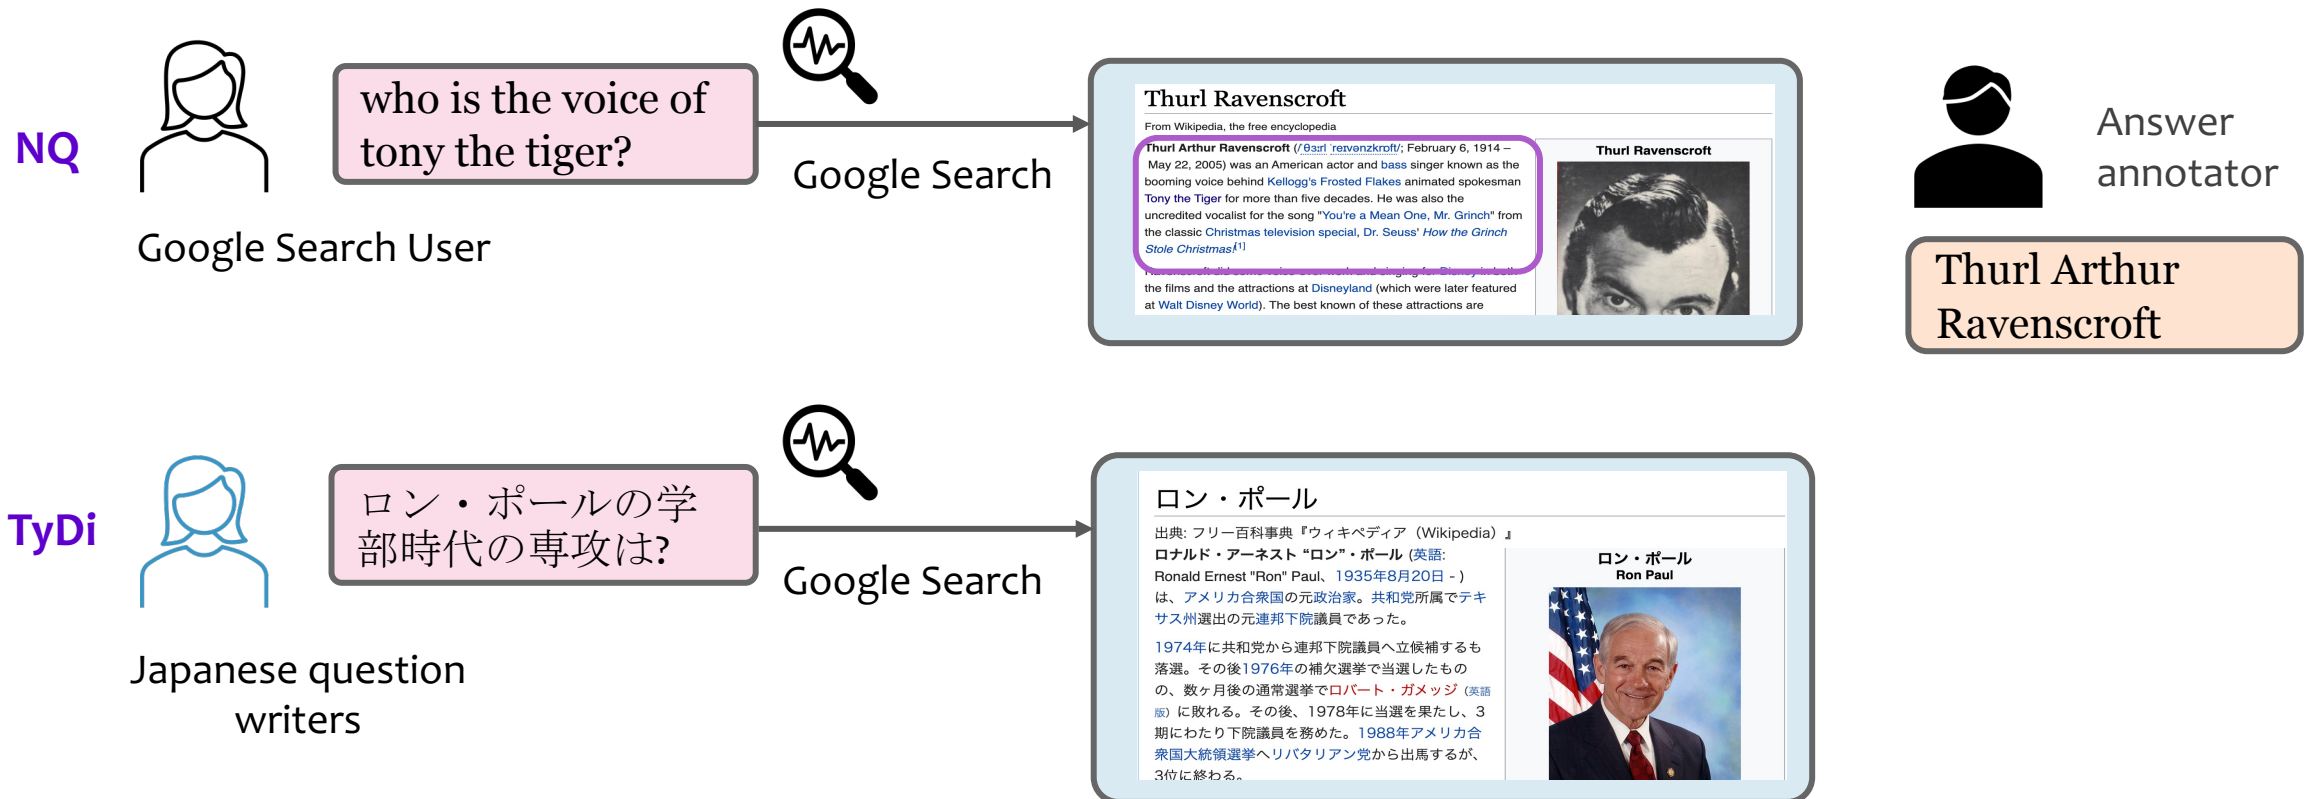 NQ
Google Search User
who is the voice of
tony the tiger?
Google Search
Thurl Ravenscroft
From Wikipedia, the free encyclopedia
Thurl Arthur Ravenscroft (/ˈθɜːrl ˈreɪvənzkrɒft/; February 6, 1914 –
May 22, 2005) was an American actor and bass singer known as the
booming voice behind Kellogg's Frosted Flakes animated spokesman
Tony the Tiger for more than five decades. He was also the
uncredited vocalist for the song "You're a Mean One, Mr. Grinch" from
the classic Christmas television special, Dr. Seuss' How the Grinch
Stole Christmas![1]
the films and the attractions at Disneyland (which were later featured
at Walt Disney World). The best known of these attractions are
Thurl Ravenscroft
Answer
annotator
Thurl Arthur
Ravenscroft
TyDi
Japanese question
writers
ロン・ポールの学
部時代の専攻は?
Google Search
ロン・ポール
出典: フリー百科事典『ウィキペディア（Wikipedia）』
ロナルド・アーネスト “ロン”・ポール (英語:
Ronald Ernest "Ron" Paul、1935年8月20日 - )
は、アメリカ合衆国の元政治家。共和党所属でテキ
サス州選出の元連邦下院議員であった。
1974年に共和党から連邦下院議員へ立候補するも
落選。その後1976年の補欠選挙で当選したもの
の、数ヶ月後の通常選挙でロバート・ガメッジ（英語
版）に敗れる。その後、1978年に当選を果たし、3
期にわたり下院議員を務めた。1988年アメリカ合
衆国大統領選挙へリバタリアン党から出馬するが、
3位に終わる。
ロン・ポール
Ron Paul